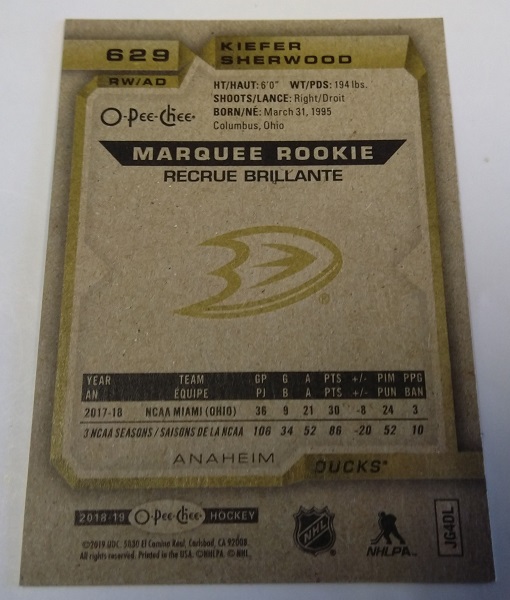 629
KIEFER
SHERWOOD
RW/AD
HT/HAUT: 6'0" WT/PDS: 194 lbs.
SHOOTS/LANCE: Right/Droit
BORN/NÉ: March 31, 1995
Columbus, Ohio
O-Pee-Chee
MARQUEE ROOKIE
RECRUE BRILLANTE
YEAR TEAM GP G A PTS +/- PIM PPG
AN ÉQUIPE PJ B A PTS +/- PUN BAN
2017-18 NCAA MIAMI (OHIO) 36 9 21 30 -8 24 3
3 NCAA SEASONS / SAISONS DE LA NCAA 106 34 52 86 -20 52 10
ANAHEIM
DUCKS
2018-19 O-Pee-Chee HOCKEY
©2019 UDC. 5830 El Camino Real, Carlsbad, CA 92008.
All rights reserved. Printed in the USA. ©NHLPA. © NHL.
NHL
NHLPA
JG4DL